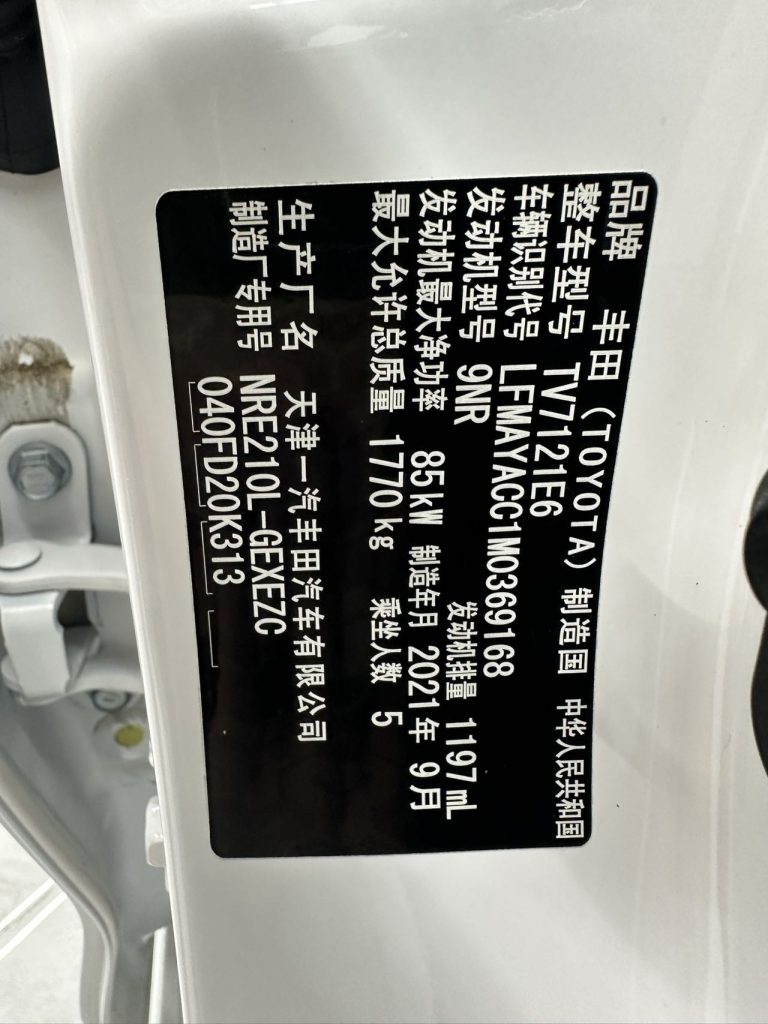 品牌 丰田 (TOYOTA) 制造国 中华人民共和国
整车型号 TV7121E6
车辆识别代号 LFMAYACC1M0369168
发动机型号 9NR 发动机排量 1197 mL
发动机最大净功率 85kW 制造年月 2021年 9月
最大允许总质量 1770kg 乘坐人数 5
生产厂名 天津一汽丰田汽车有限公司
制造厂专用号 NRE210L-GEXEZC
040FD20K313